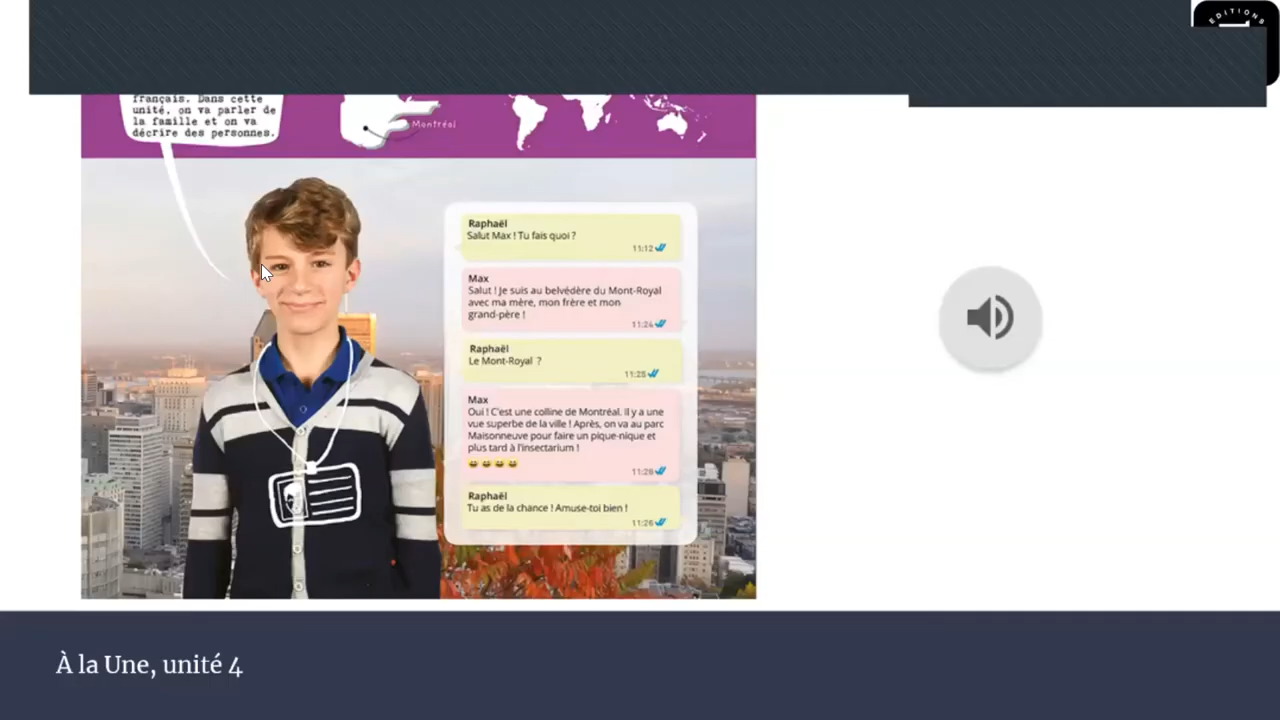 EDITIONS
français. Dans cette
unité, on va parler de
la famille et on va
décrire des personnes.
Montréal
Raphaël
Salut Max ! Tu fais quoi ?
11:12
Max
Salut ! Je suis au belvédère du Mont-Royal
avec ma mère, mon frère et mon
grand-père !
11:24
Raphaël
Le Mont-Royal ?
11:25
Max
Oui ! C'est une colline de Montréal. Il y a une
vue superbe de la ville ! Après, on va au parc
Maisonneuve pour faire un pique-nique et
plus tard à l'insectarium !
11:26
Raphaël
Tu as de la chance ! Amuse-toi bien !
11:26
À la Une, unité 4